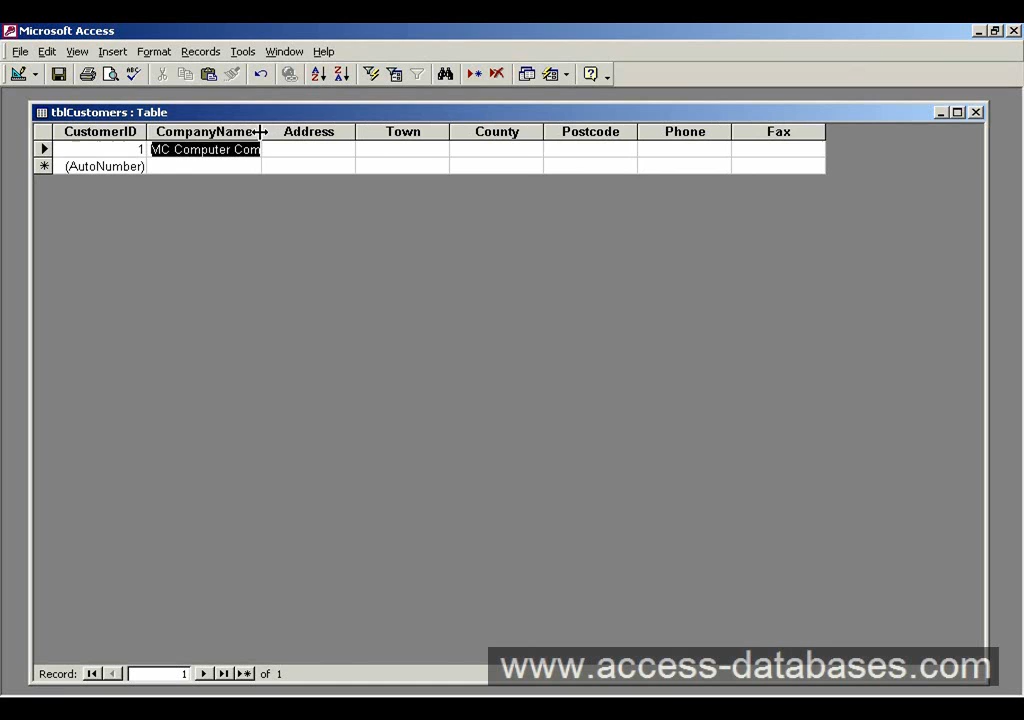 Microsoft Access
File Edit View Insert Format Records Tools Window Help
tblCustomers : Table
CustomerID CompanyName Address Town County Postcode Phone Fax
1 MC Computer Com
(AutoNumber)
Record: 1 of 1
www.access-databases.com